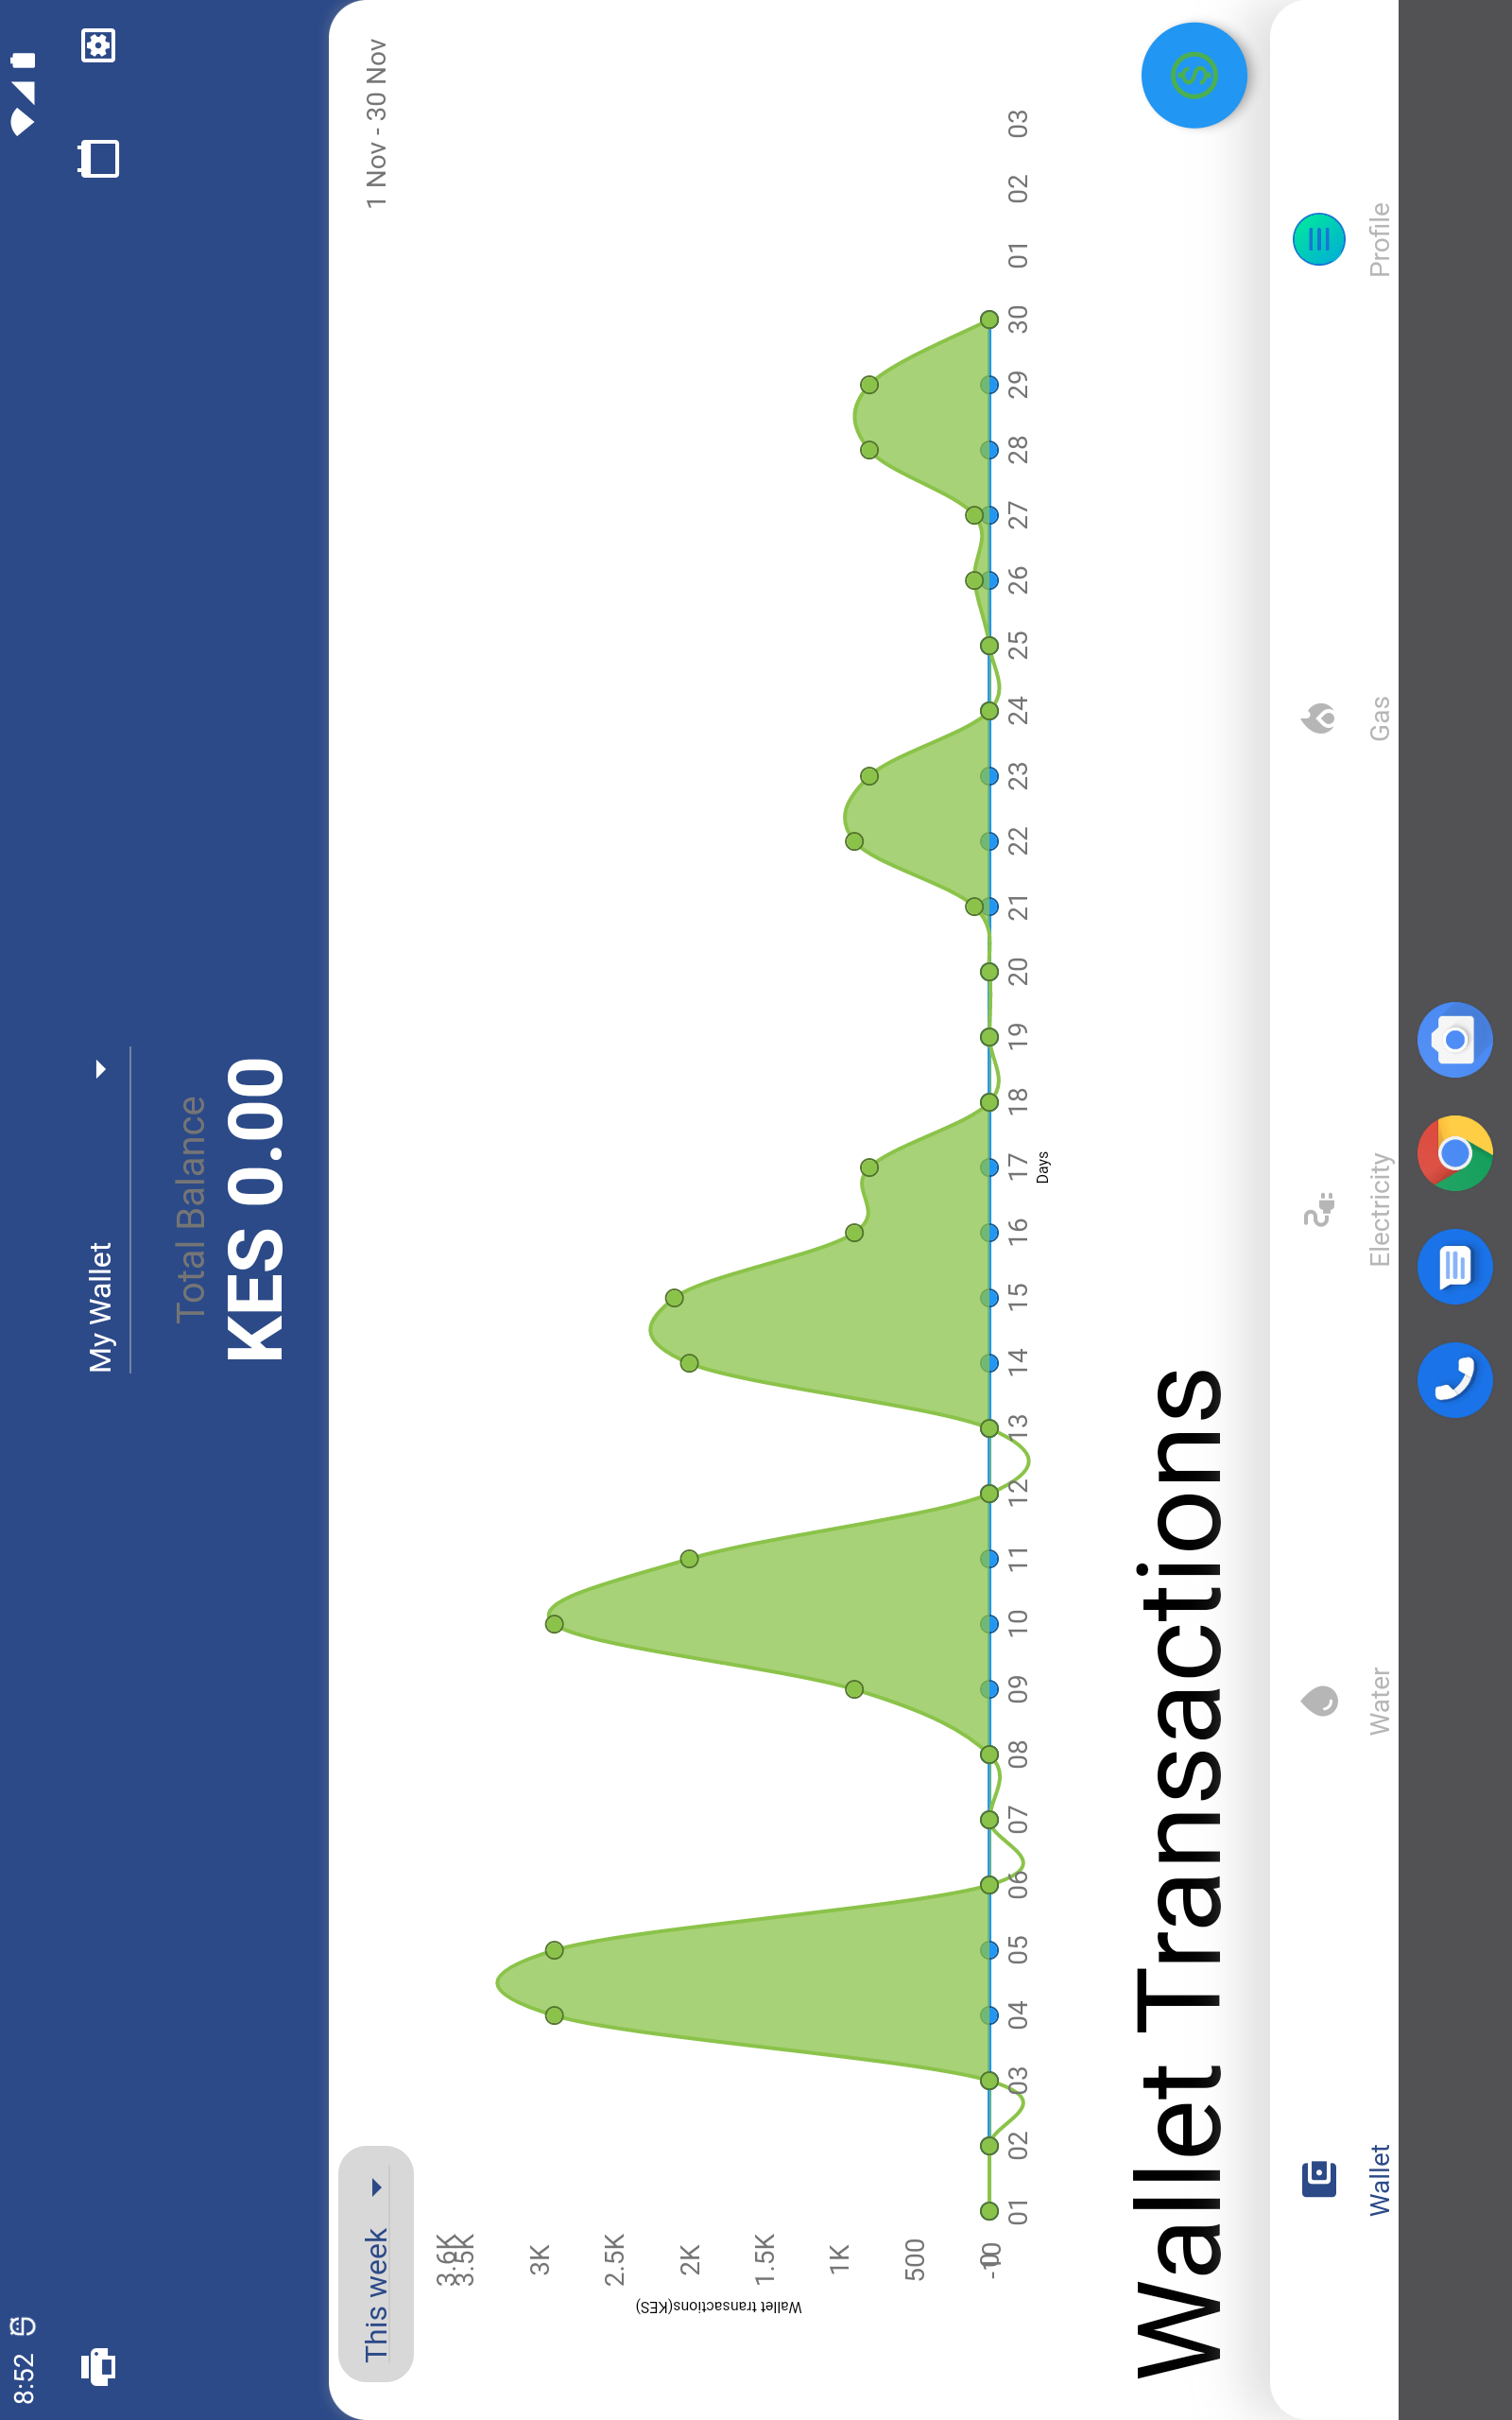 8:52
My Wallet
Total Balance
KES 0.00
This week
1 Nov - 30 Nov
3.6K
3.5K
3K
2.5K
2K
1.5K
1K
500
0
-10
Wallet transactions(KES)
01 02 03 04 05 06 07 08 09 10 11 12 13 14 15 16 17 18 19 20 21 22 23 24 25 26 27 28 29 30 01 02 03
Days
Wallet Transactions
Wallet Water Electricity Gas Profile